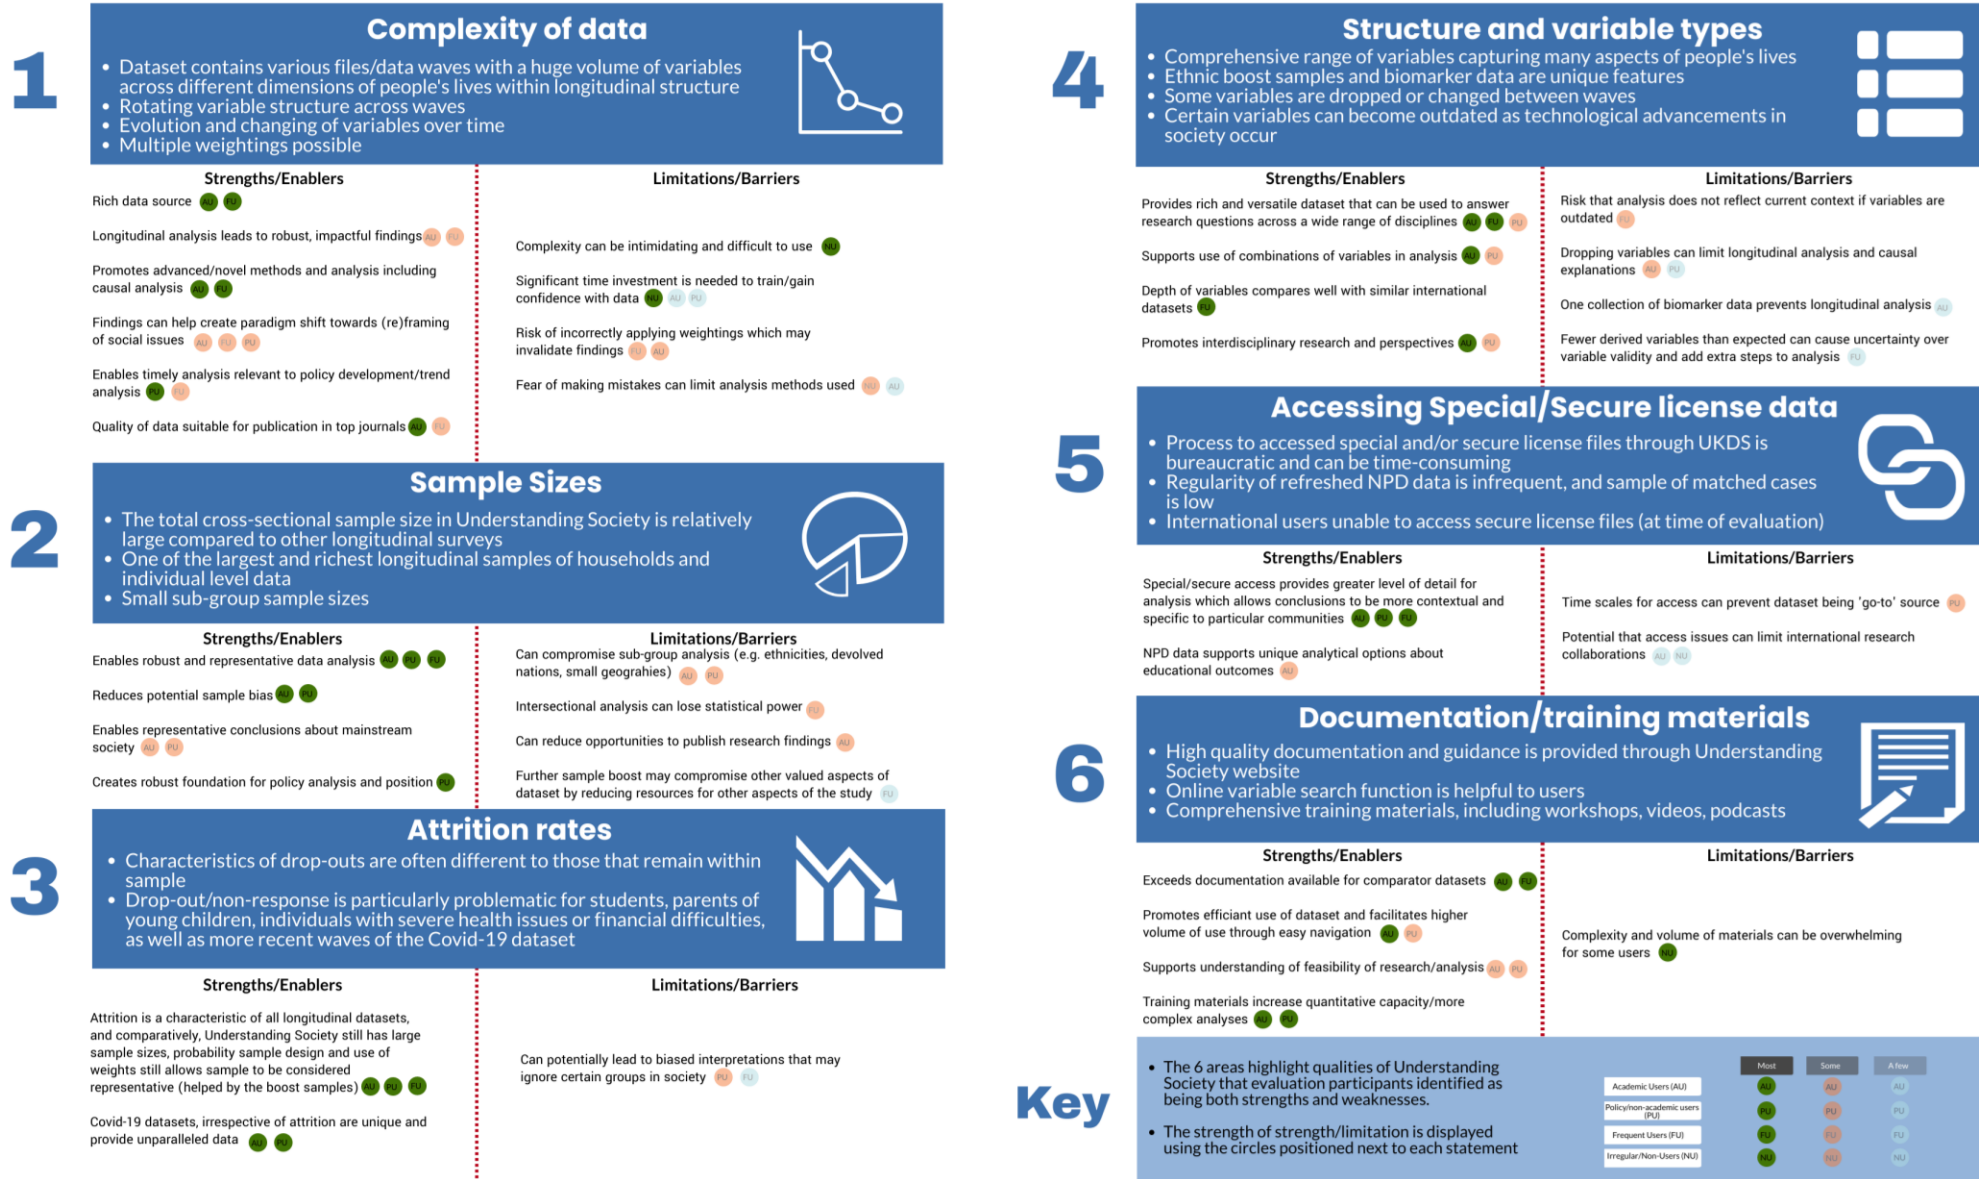 1
Complexity of data
• Dataset contains various files/data waves with a huge volume of variables
across different dimensions of people's lives within longitudinal structure
• Rotating variable structure across waves
• Evolution and changing of variables over time
• Multiple weightings possible
Strengths/Enablers
Rich data source AU FU
Longitudinal analysis leads to robust, impactful findings AU FU
Promotes advanced/novel methods and analysis including
causal analysis AU FU
Findings can help create paradigm shift towards (re)framing
of social issues AU FU PU
Enables timely analysis relevant to policy development/trend
analysis PU FU
Quality of data suitable for publication in top journals AU FU
Limitations/Barriers
Complexity can be intimidating and difficult to use NU
Significant time investment is needed to train/gain
confidence with data NU AU PU
Risk of incorrectly applying weightings which may
invalidate findings FU AU
Fear of making mistakes can limit analysis methods used NU AU
2
Sample Sizes
• The total cross-sectional sample size in Understanding Society is relatively
large compared to other longitudinal surveys
• One of the largest and richest longitudinal samples of households and
individual level data
• Small sub-group sample sizes
Strengths/Enablers
Enables robust and representative data analysis AU PU FU
Reduces potential sample bias AU PU
Enables representative conclusions about mainstream
society AU PU
Creates robust foundation for policy analysis and position PU
Limitations/Barriers
Can compromise sub-group analysis (e.g. ethnicities, devolved
nations, small geograhies) AU PU
Intersectional analysis can lose statistical power FU
Can reduce opportunities to publish research findings AU
Further sample boost may compromise other valued aspects of
dataset by reducing resources for other aspects of the study FU
3
Attrition rates
• Characteristics of drop-outs are often different to those that remain within
sample
• Drop-out/non-response is particularly problematic for students, parents of
young children, individuals with severe health issues or financial difficulties,
as well as more recent waves of the Covid-19 dataset
Strengths/Enablers
Attrition is a characteristic of all longitudinal datasets,
and comparatively, Understanding Society still has large
sample sizes, probability sample design and use of
weights still allows sample to be considered
representative (helped by the boost samples) AU PU FU
Covid-19 datasets, irrespective of attrition are unique and
provide unparalleled data AU PU
Limitations/Barriers
Can potentially lead to biased interpretations that may
ignore certain groups in society PU FU
4
Structure and variable types
• Comprehensive range of variables capturing many aspects of people's lives
• Ethnic boost samples and biomarker data are unique features
• Some variables are dropped or changed between waves
• Certain variables can become outdated as technological advancements in
society occur
Strengths/Enablers
Provides rich and versatile dataset that can be used to answer
research questions across a wide range of disciplines AU FU PU
Supports use of combinations of variables in analysis AU PU
Depth of variables compares well with similar international
datasets FU
Promotes interdisciplinary research and perspectives AU PU
Limitations/Barriers
Risk that analysis does not reflect current context if variables are
outdated FU
Dropping variables can limit longitudinal analysis and causal
explanations AU PU
One collection of biomarker data prevents longitudinal analysis AU
Fewer derived variables than expected can cause uncertainty over
variable validity and add extra steps to analysis FU
5
Accessing Special/Secure license data
• Process to accessed special and/or secure license files through UKDS is
bureaucratic and can be time-consuming
• Regularity of refreshed NPD data is infrequent, and sample of matched cases
is low
• International users unable to access secure license files (at time of evaluation)
Strengths/Enablers
Special/secure access provides greater level of detail for
analysis which allows conclusions to be more contextual and
specific to particular communities AU PU FU
NPD data supports unique analytical options about
educational outcomes AU
Limitations/Barriers
Time scales for access can prevent dataset being 'go-to' source PU
Potential that access issues can limit international research
collaborations AU NU
6
Documentation/training materials
• High quality documentation and guidance is provided through Understanding
Society website
• Online variable search function is helpful to users
• Comprehensive training materials, including workshops, videos, podcasts
Strengths/Enablers
Exceeds documentation available for comparator datasets AU FU
Promotes efficiant use of dataset and facilitates higher
volume of use through easy navigation AU PU
Supports understanding of feasibility of research/analysis AU PU
Training materials increase quantitative capacity/more
complex analyses AU PU
Limitations/Barriers
Complexity and volume of materials can be overwhelming
for some users NU
Key
• The 6 areas highlight qualities of Understanding
Society that evaluation participants identified as
being both strengths and weaknesses.
• The strength of strength/limitation is displayed
using the circles positioned next to each statement
Most Some A few
Academic Users (AU) AU AU AU
Policy/non-academic users
(PU) PU PU PU
Frequent Users (FU) FU FU FU
Irregular/Non-Users (NU) NU NU NU